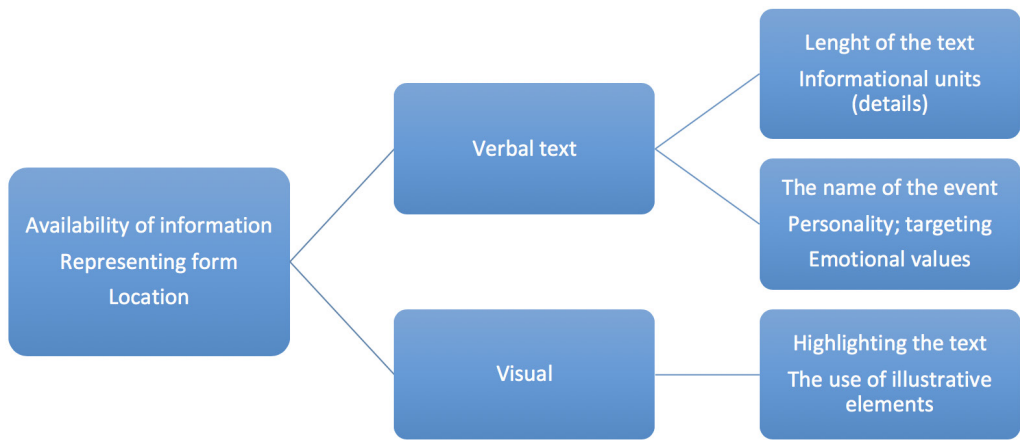 Availability of information
Representing form
Location
Verbal text
Visual
Lenght of the text
Informational units
(details)
The name of the event
Personality; targeting
Emotional values
Highlighting the text
The use of illustrative
elements